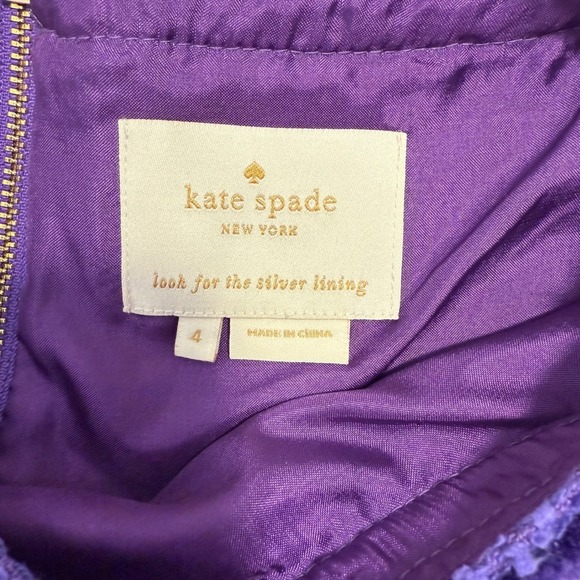 kate spade
NEW YORK
look for the silver lining
4
MADE IN CHINA